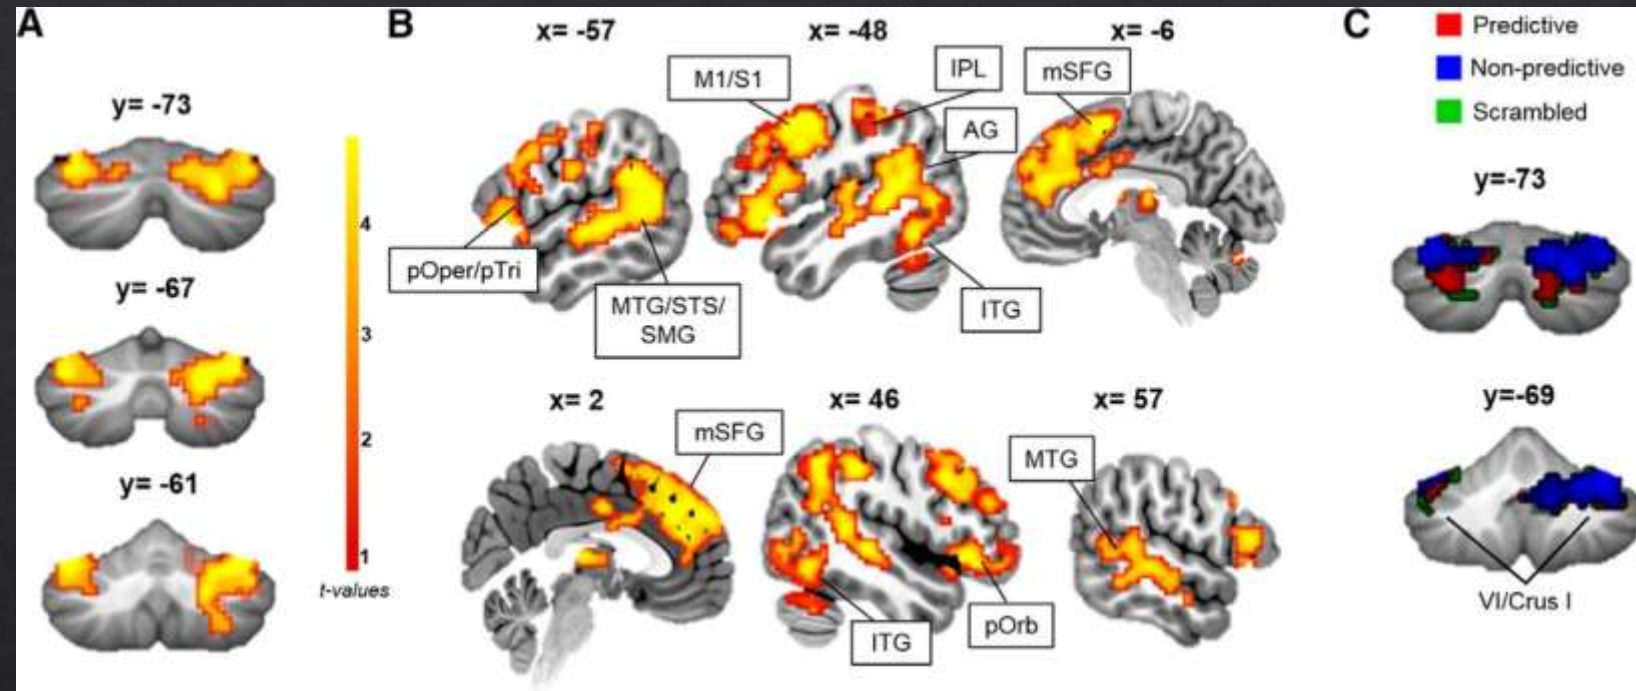 A
y= -73
y= -67
y= -61
4
3
2
1
t-values
B
x= -57
x= -48
x= -6
M1/S1
IPL
mSFG
AG
pOper/pTri
MTG/STS/
SMG
ITG
x= 2
x= 46
x= 57
mSFG
MTG
ITG
pOrb
C
Predictive
Non-predictive
Scrambled
y=-73
y=-69
VI/Crus I